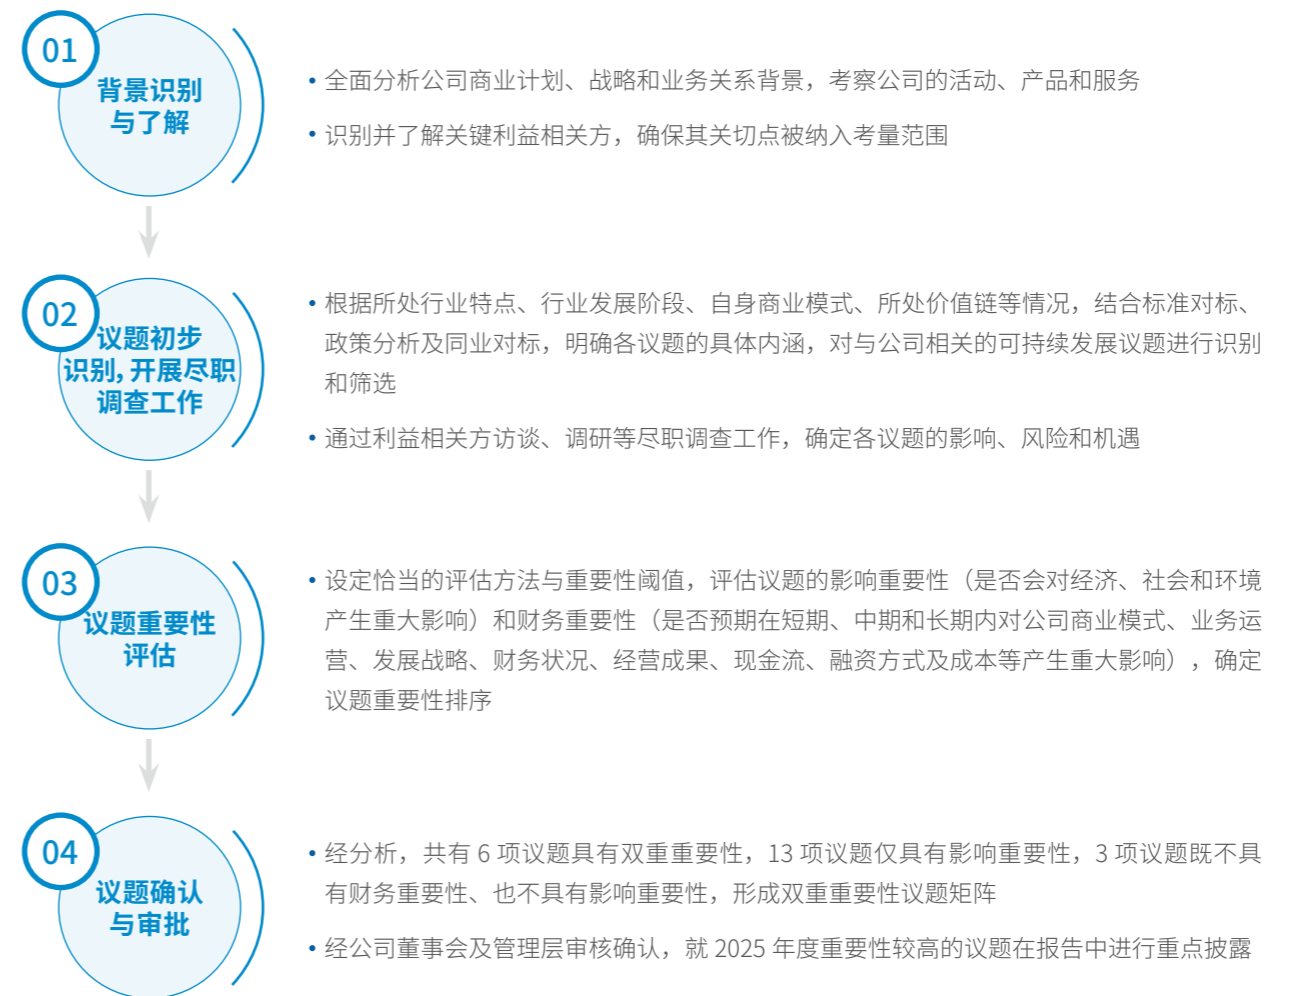 01
背景识别
与了解
• 全面分析公司商业计划、战略和业务关系背景，考察公司的活动、产品和服务
• 识别并了解关键利益相关方，确保其关切点被纳入考量范围
02
议题初步
识别，开展尽职
调查工作
• 根据所处行业特点、行业发展阶段、自身商业模式、所处价值链等情况，结合标准对标、
政策分析及同业对标，明确各议题的具体内涵，对与公司相关的可持续发展议题进行识别
和筛选
• 通过利益相关方访谈、调研等尽职调查工作，确定各议题的影响、风险和机遇
03
议题重要性
评估
• 设定恰当的评估方法与重要性阈值，评估议题的影响重要性（是否会对经济、社会和环境
产生重大影响）和财务重要性（是否预期在短期、中期和长期内对公司商业模式、业务运
营、发展战略、财务状况、经营成果、现金流、融资方式及成本等产生重大影响），确定
议题重要性排序
04
议题确认
与审批
• 经分析，共有 6 项议题具有双重重要性，13 项议题仅具有影响重要性，3 项议题既不具
有财务重要性、也不具有影响重要性，形成双重重要性议题矩阵
• 经公司董事会及管理层审核确认，就 2025 年度重要性较高的议题在报告中进行重点披露